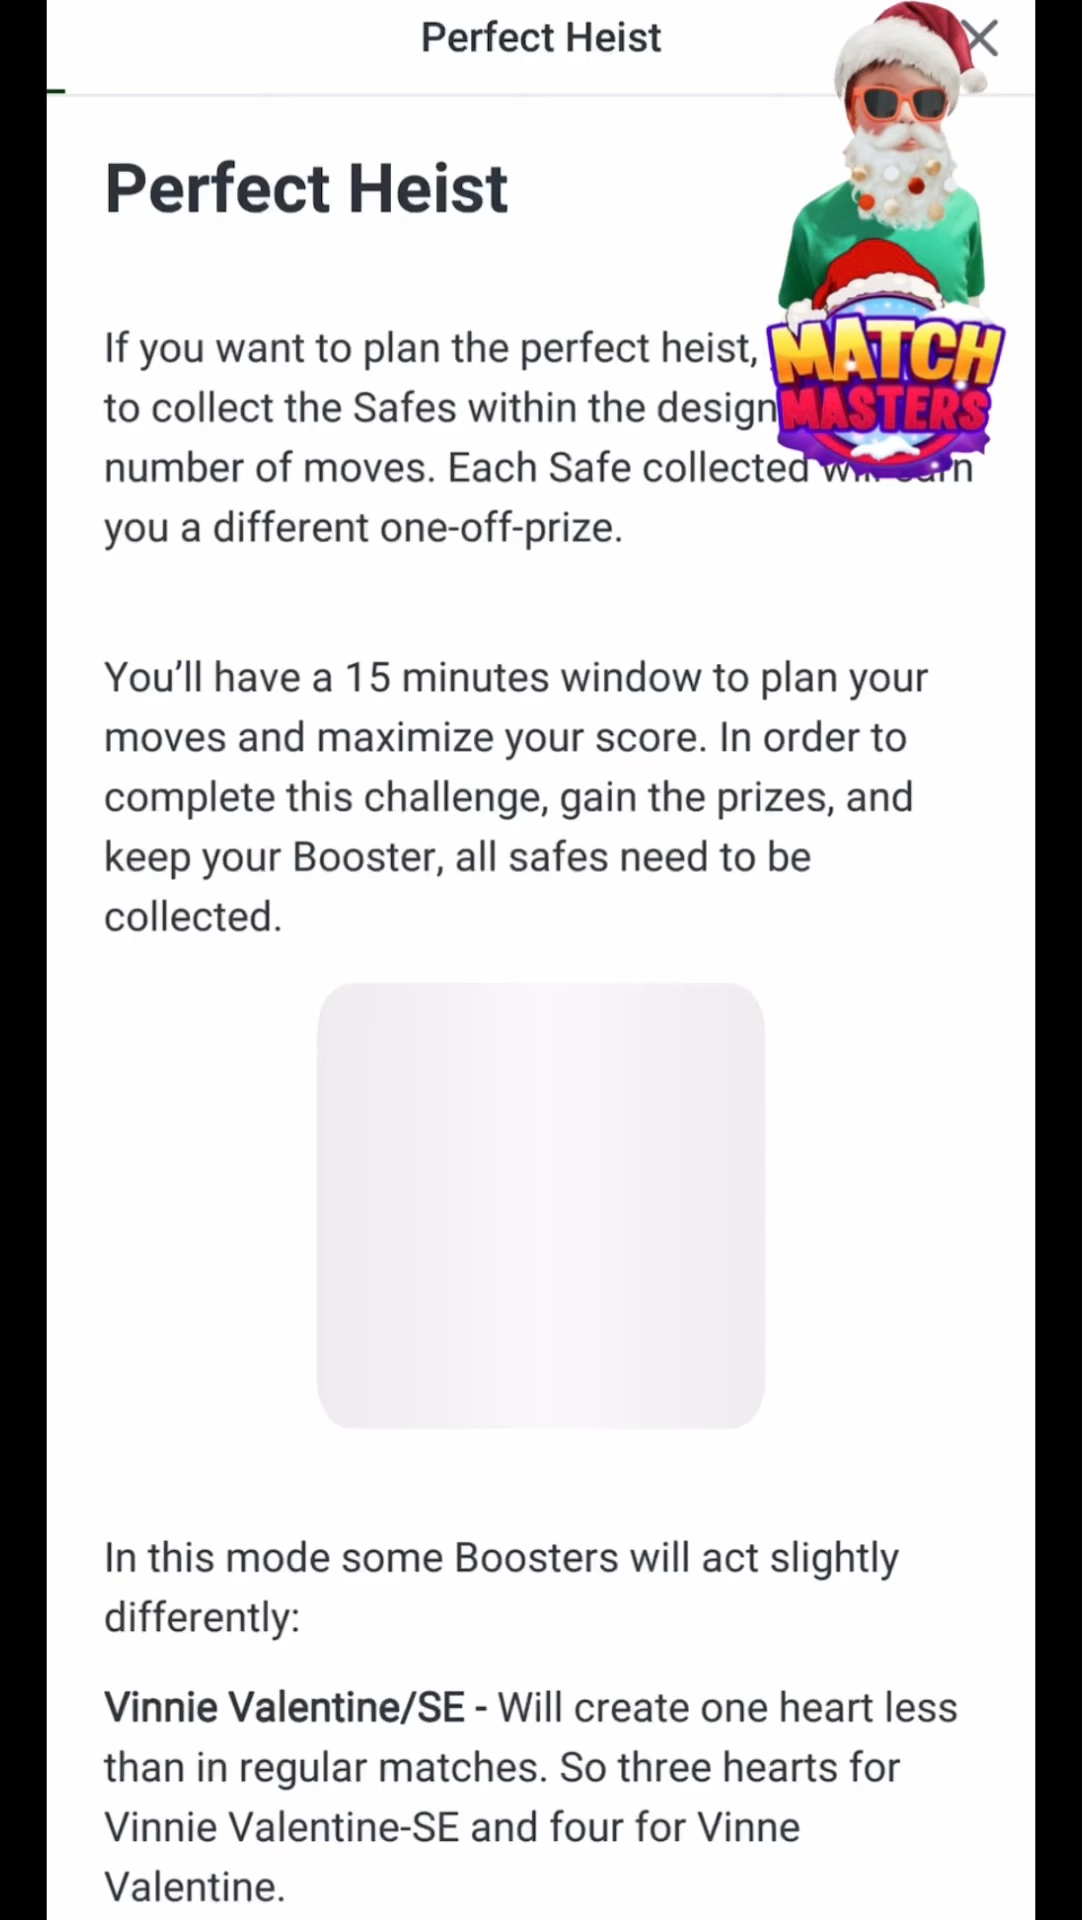 Perfect Heist
Perfect Heist
If you want to plan the perfect heist,
to collect the Safes within the design
number of moves. Each Safe collected
you a different one-off-prize.
MATCH
MASTERS
You'll have a 15 minutes window to plan your
moves and maximize your score. In order to
complete this challenge, gain the prizes, and
keep your Booster, all safes need to be
collected.
In this mode some Boosters will act slightly
differently:
Vinnie Valentine/SE - Will create one heart less
than in regular matches. So three hearts for
Vinnie Valentine-SE and four for Vinne
Valentine.